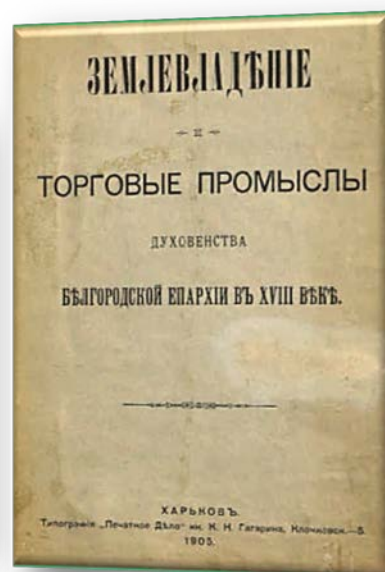 ЗЕМЛЕВЛАДѢНІЕ
И
ТОРГОВЫЕ ПРОМЫСЛЫ
ДУХОВЕНСТВА
БѢЛГОРОДСКОЙ ЕПАРХІИ ВЪ XVIII ВѢКѢ.
ХАРЬКОВЪ.
Типографія „Печатное Дѣло“ кн. К. Н. Гагарина, Клочковск.—5.
1905.